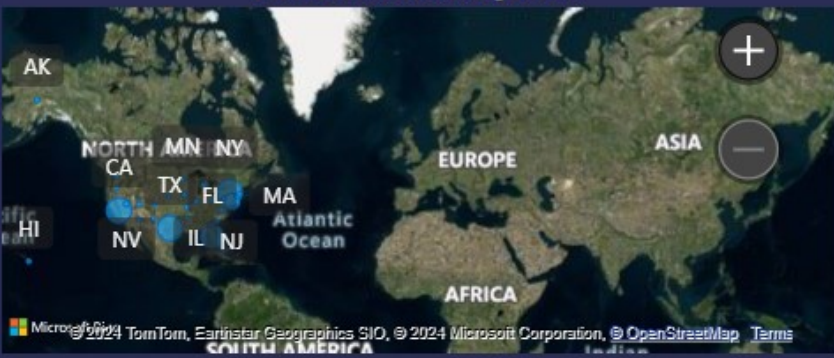 AK
NORTH AMERICA
MN NY
CA
TX
FL
MA
EUROPE
ASIA
HI
NV
IL
NJ
Atlantic
Ocean
AFRICA
© 2024 TomTom, Earthstar Geographics SIO, © 2024 Microsoft Corporation, © OpenStreetMap Terms
SOUTH AMERICA